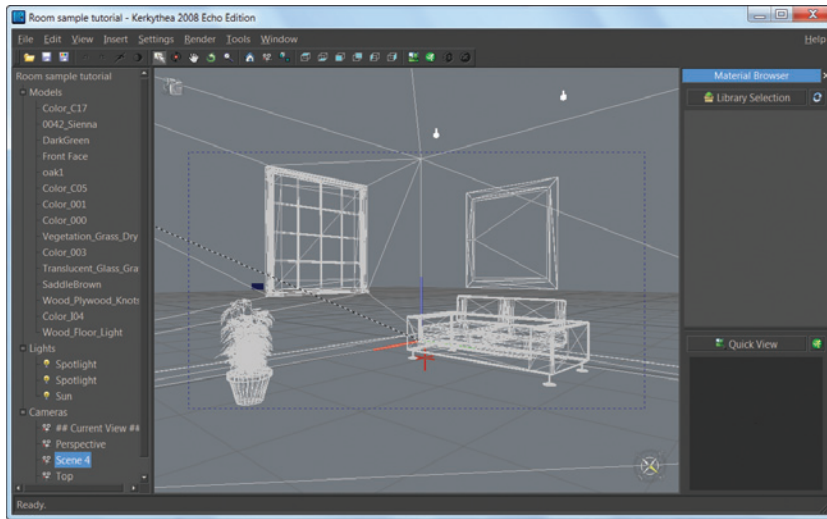 Room sample tutorial - Kerkythea 2008 Echo Edition
File Edit View Insert Settings Render Tools Window Help
Room sample tutorial
Models
Color_C17
0042_Sienna
DarkGreen
Front Face
oak1
Color_C05
Color_001
Color_000
Vegetation_Grass_Dry
Color_003
Translucent_Glass_Gra
SaddleBrown
Wood_Plywood_Knots
Color_J04
Wood_Floor_Light
Lights
Spotlight
Spotlight
Sun
Cameras
## Current View ##
Perspective
Scene 4
Top
Material Browser
Library Selection
Quick View
Ready.